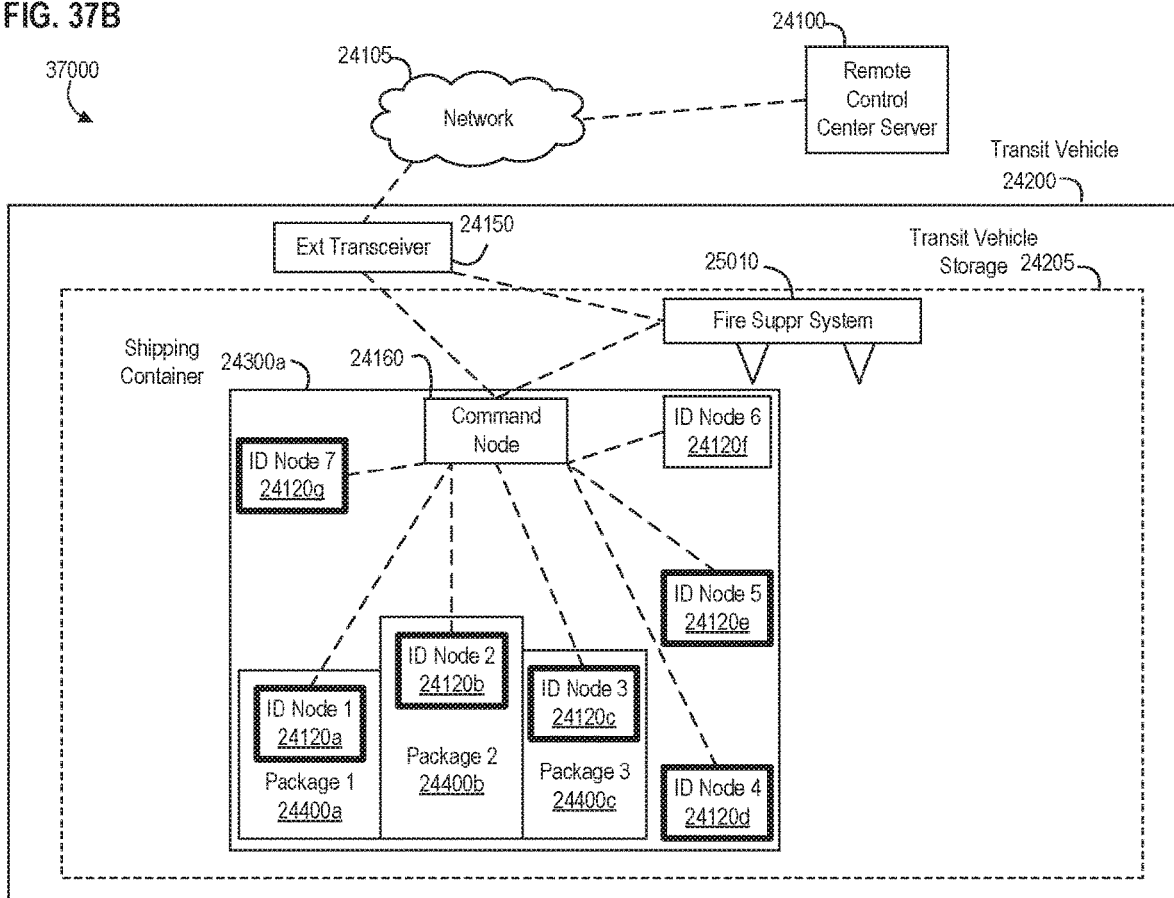 FIG. 37B
37000
24105
Network
24100
Remote
Control
Center Server
Transit Vehicle
24200
Ext Transceiver
24150
Transit Vehicle
Storage 24205
25010
Fire Suppr System
Shipping
Container
24300a
24160
Command
Node
ID Node 6
24120f
ID Node 7
24120g
ID Node 5
24120e
ID Node 2
24120b
ID Node 3
24120c
ID Node 1
24120a
Package 2
24400b
Package 3
24400c
Package 1
24400a
ID Node 4
24120d